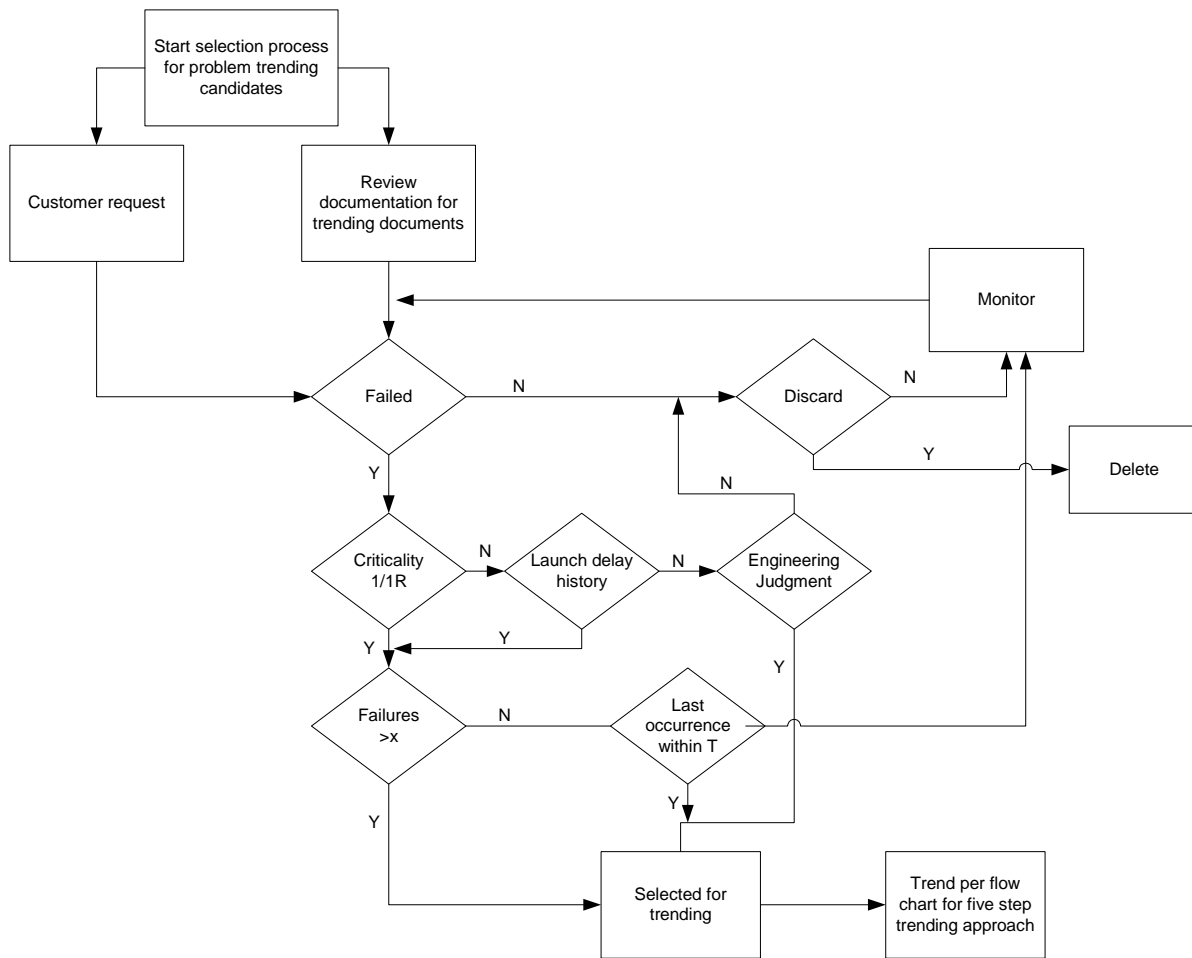 Start selection process
for problem trending
candidates
Customer request
Review
documentation for
trending documents
Monitor
Failed
N
Discard
N
Y
Y
Delete
N
Criticality
1/1R
N
Launch delay
history
N
Engineering
Judgment
Y
Y
Y
Failures
>x
N
Last
occurrence
within T
Y
Y
Selected for
trending
Trend per flow
chart for five step
trending approach